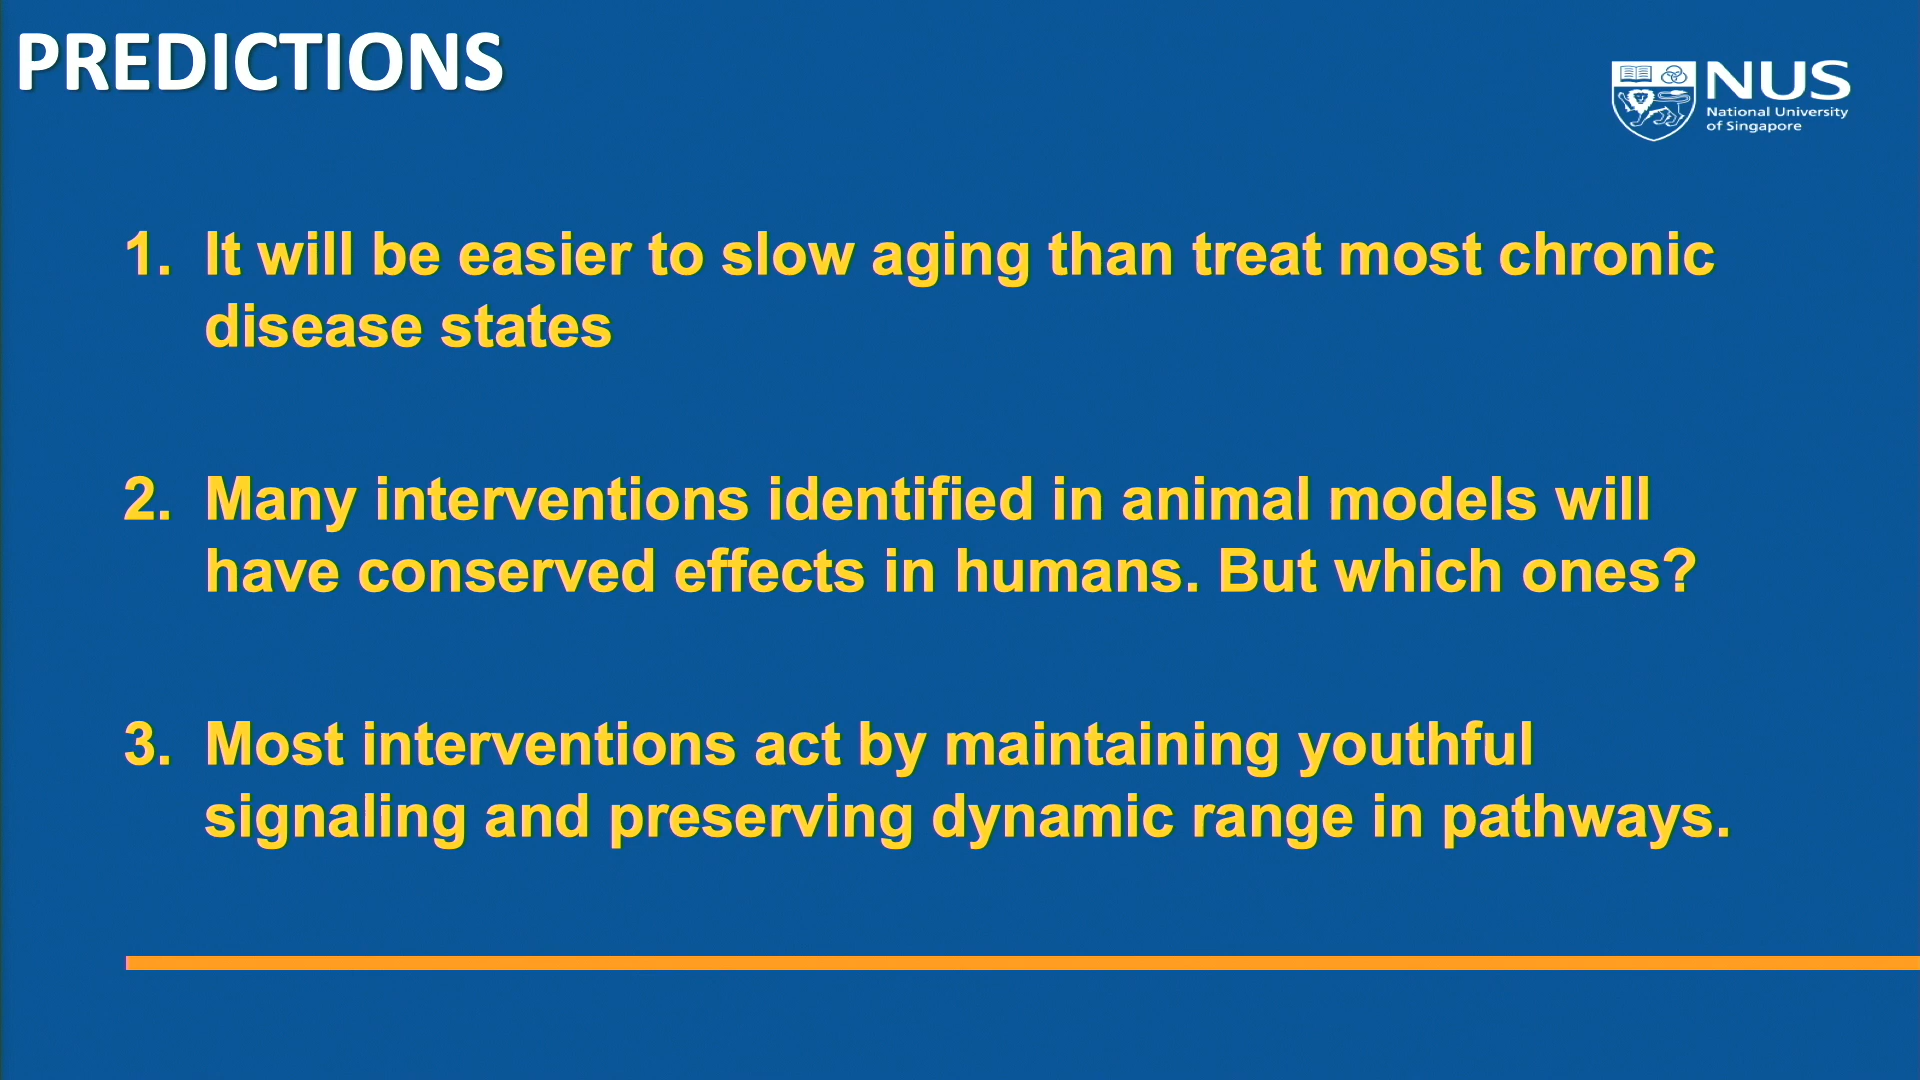 PREDICTIONS
NUS
National University
of Singapore
1. It will be easier to slow aging than treat most chronic
disease states
2. Many interventions identified in animal models will
have conserved effects in humans. But which ones?
3. Most interventions act by maintaining youthful
signaling and preserving dynamic range in pathways.